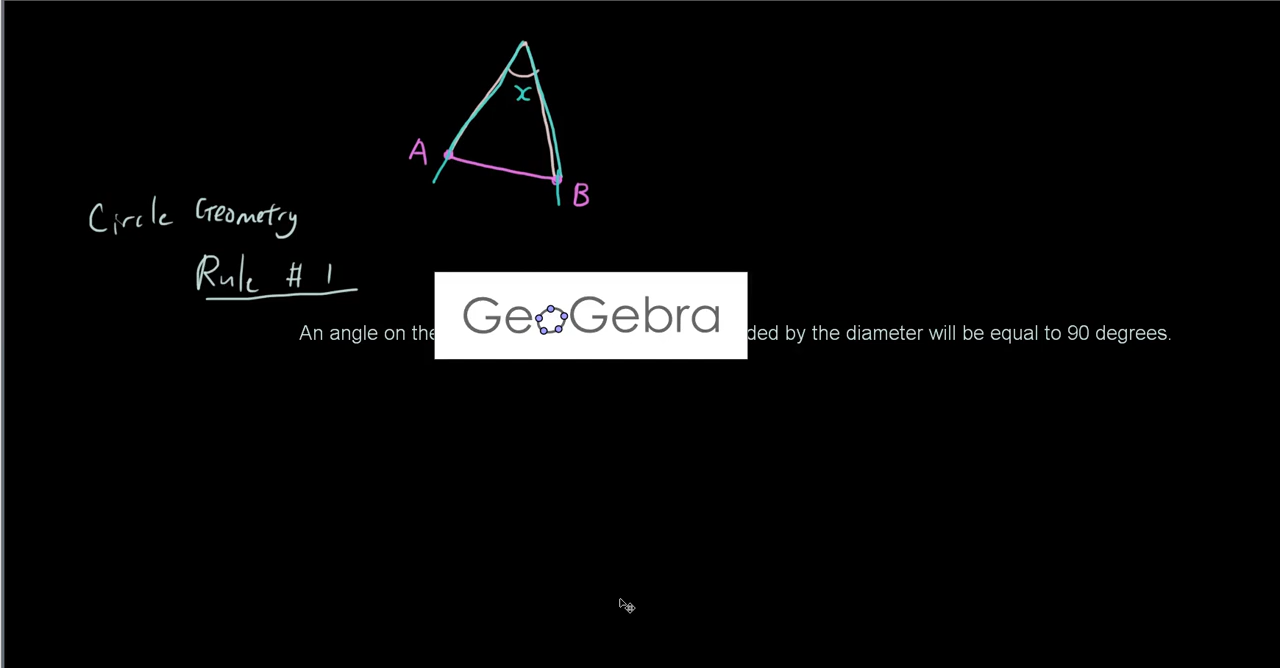 x
A
B
Circle Geometry
Rule # 1
GeoGebra
An angle on the ded by the diameter will be equal to 90 degrees.